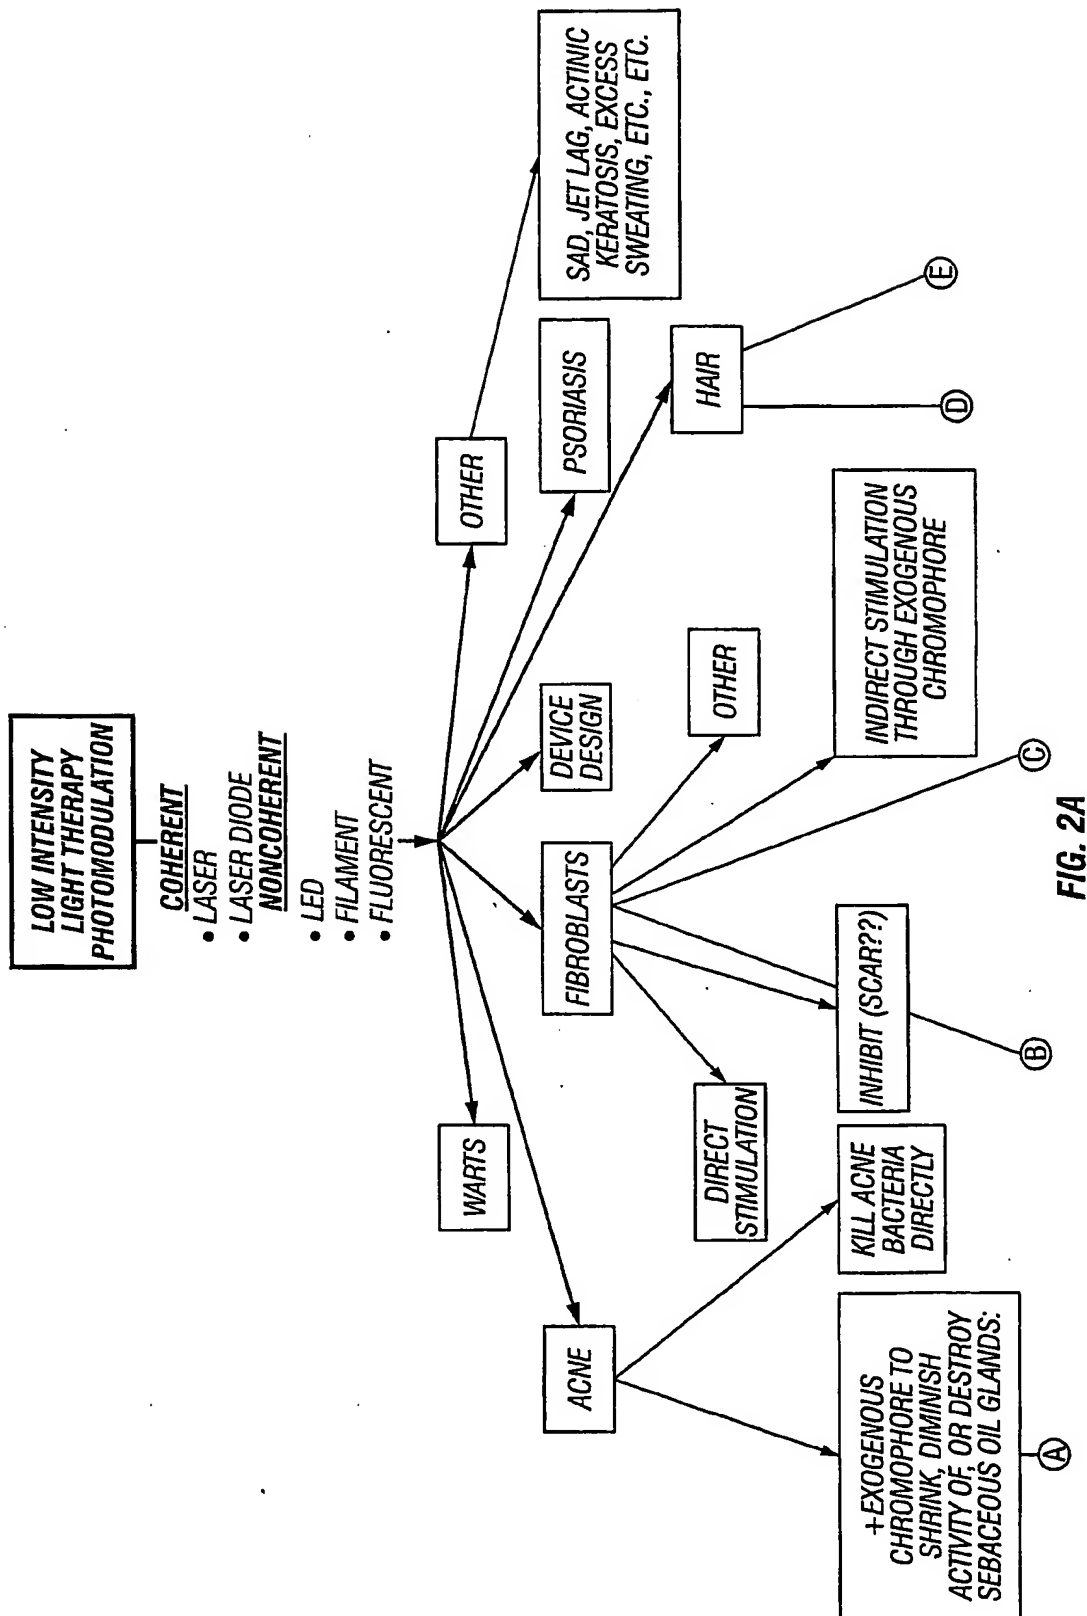 LOW INTENSITY
LIGHT THERAPY
PHOTOMODULATION
COHERENT
• LASER
• LASER DIODE
NONCOHERENT
• LED
• FILAMENT
• FLUORESCENT
WARTS
OTHER
ACNE
FIBROBLASTS
DEVICE
DESIGN
PSORIASIS
SAD, JET LAG, ACTINIC
KERATOSIS, EXCESS
SWEATING, ETC., ETC.
DIRECT
STIMULATION
OTHER
HAIR
+EXOGENOUS
CHROMOPHORE TO
SHRINK, DIMINISH
ACTIVITY OF, OR DESTROY
SEBACEOUS OIL GLANDS:
KILL ACNE
BACTERIA
DIRECTLY
INHIBIT (SCAR??)
INDIRECT STIMULATION
THROUGH EXOGENOUS
CHROMOPHORE
A
B
C
D
E
FIG. 2A